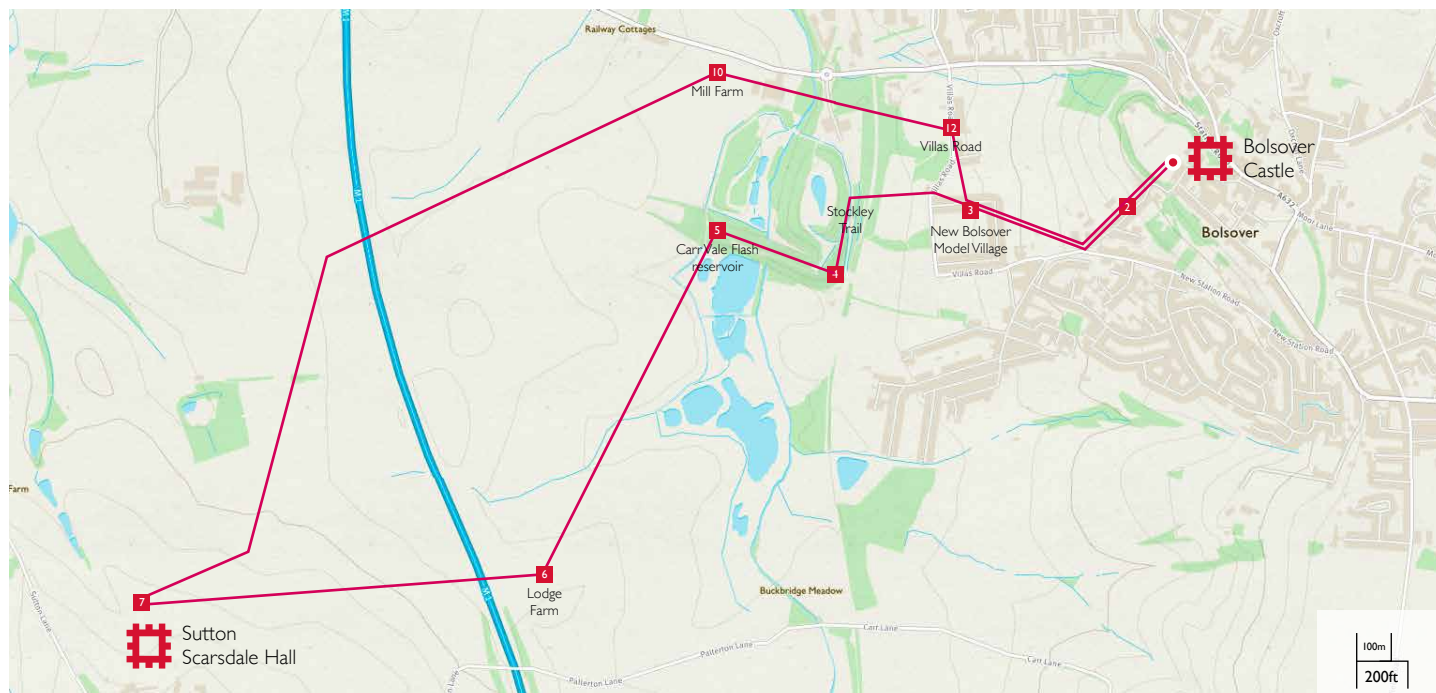 M1
Railway Cottages
10
Mill Farm
12
Villas Road
Villas Road
Bolsover
Castle
2
A632
Moor Lane
Stockley
Trail
3
New Bolsover
Model Village
Bolsover
5
Carr Vale Flash
reservoir
4
Villas Road
New Station Road
New Station Road
Farm
6
Lodge
Farm
Buckbridge Meadow
7
Sutton
Scarsdale Hall
Sutton Lane
Carr Lane
Palterton Lane
Carr Lane
Palterton Lane
100m
200ft